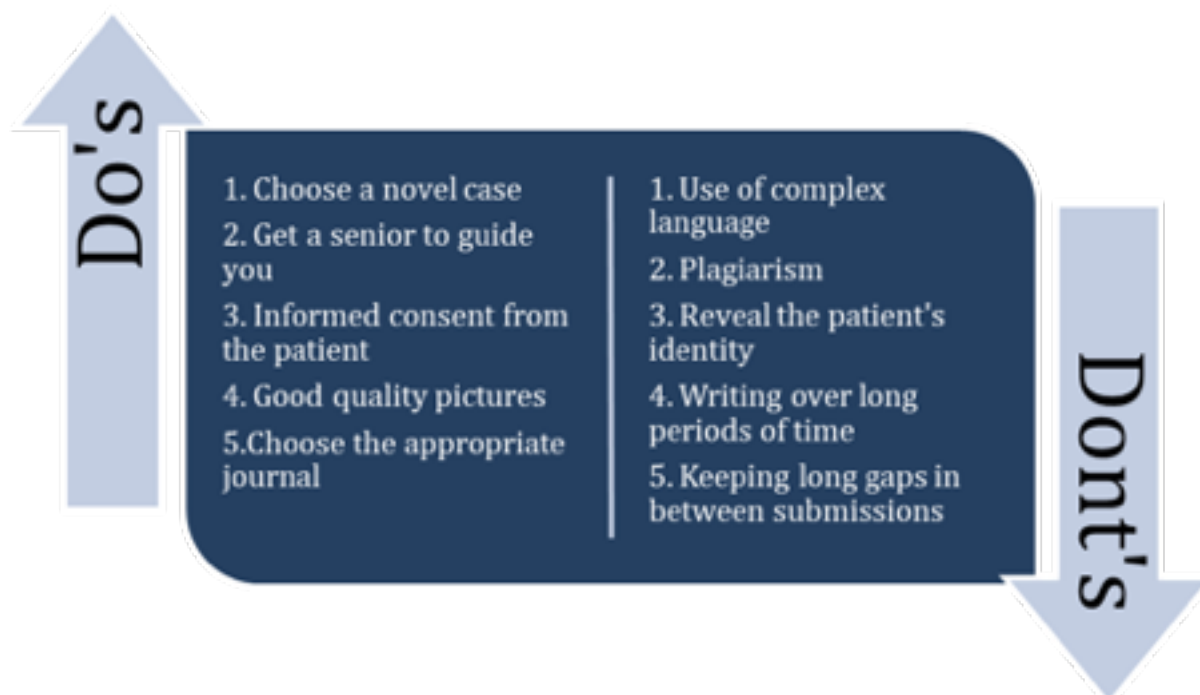 Do's
1. Choose a novel case
2. Get a senior to guide
you
3. Informed consent from
the patient
4. Good quality pictures
5.Choose the appropriate
journal
1. Use of complex
language
2. Plagiarism
3. Reveal the patient's
identity
4. Writing over long
periods of time
5. Keeping long gaps in
between submissions
Dont's